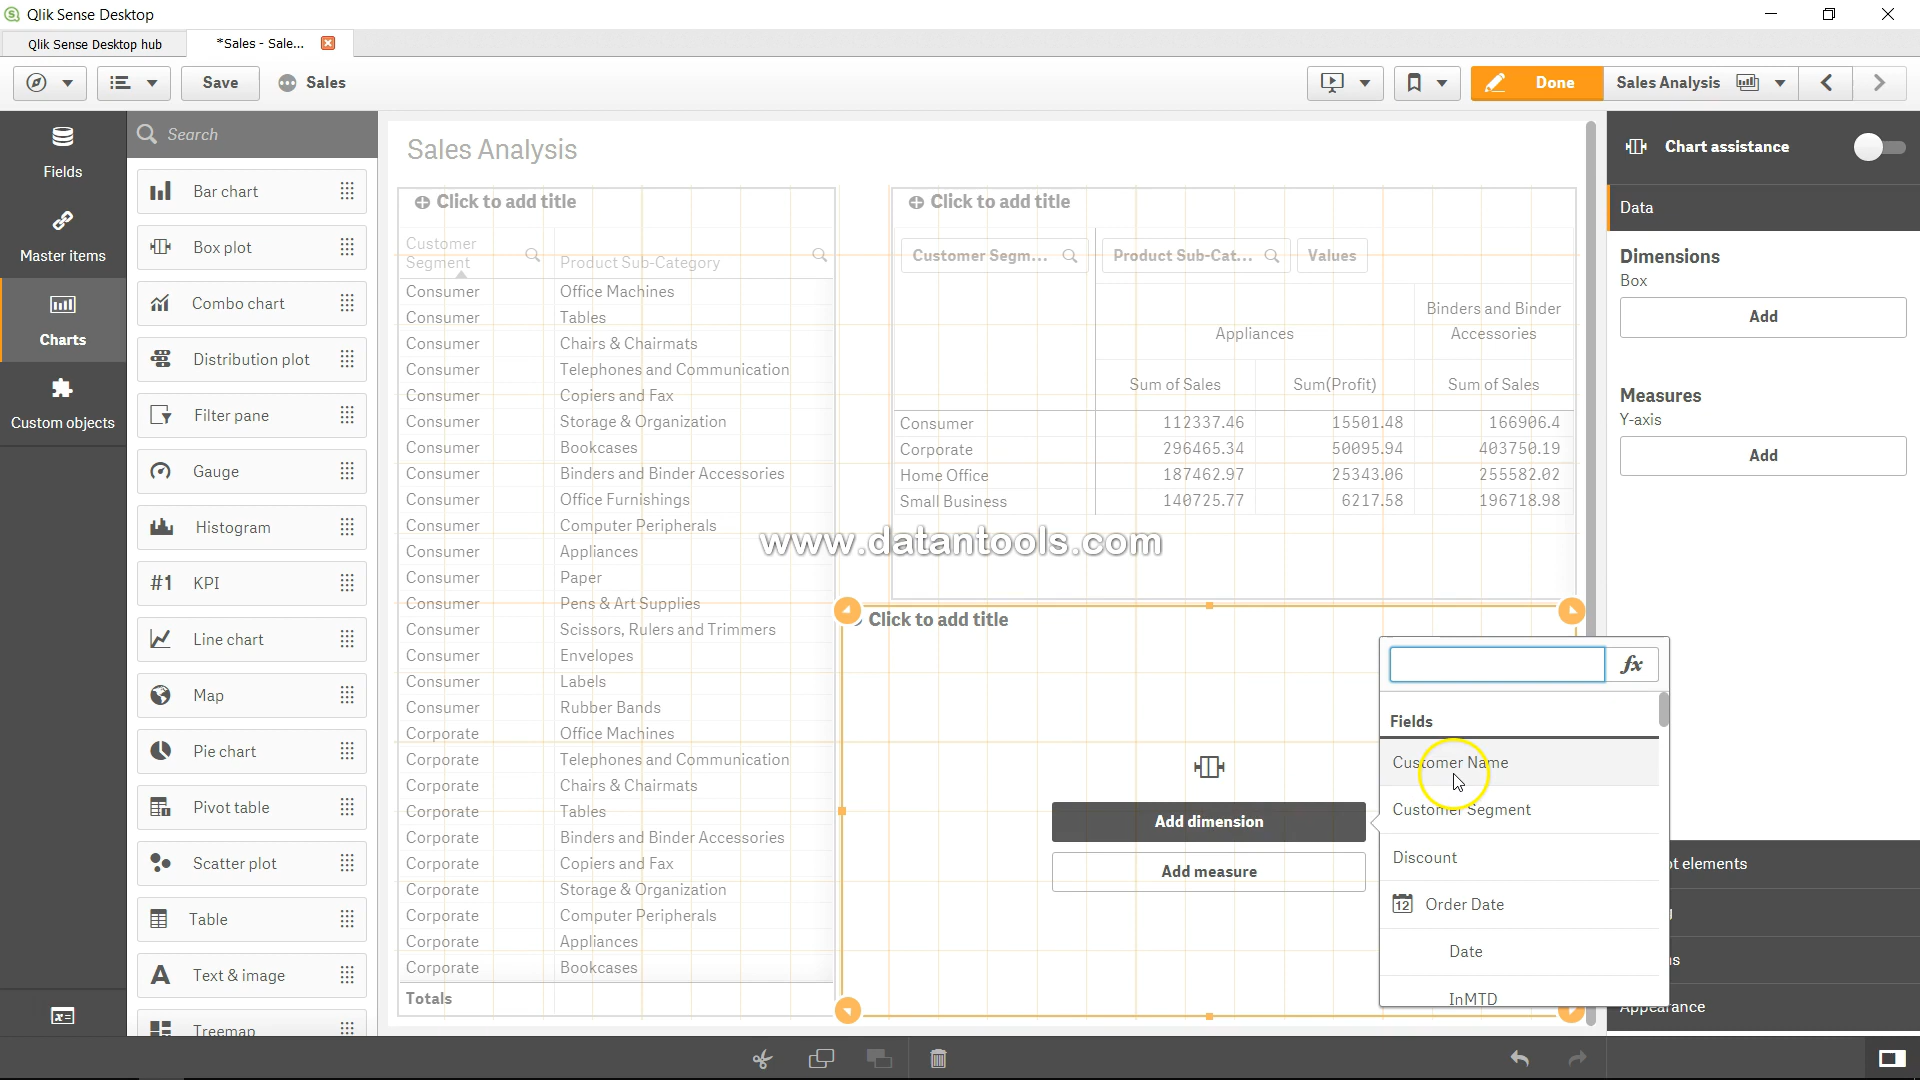 Qlik Sense Desktop
Qlik Sense Desktop hub
*Sales - Sale...
Save
Sales
Done
Sales Analysis
Fields
Master items
Charts
Custom objects
Search
Bar chart
Box plot
Combo chart
Distribution plot
Filter pane
Gauge
Histogram
#1 KPI
Line chart
Map
Pie chart
Pivot table
Scatter plot
Table
A Text & image
Treemap
Sales Analysis
Click to add title
Customer
Segment
Product Sub-Category
Consumer Office Machines
Consumer Tables
Consumer Chairs & Chairmats
Consumer Telephones and Communication
Consumer Copiers and Fax
Consumer Storage & Organization
Consumer Bookcases
Consumer Binders and Binder Accessories
Consumer Office Furnishings
Consumer Computer Peripherals
Consumer Appliances
Consumer Paper
Consumer Pens & Art Supplies
Consumer Scissors, Rulers and Trimmers
Consumer Envelopes
Consumer Labels
Consumer Rubber Bands
Corporate Office Machines
Corporate Telephones and Communication
Corporate Chairs & Chairmats
Corporate Tables
Corporate Binders and Binder Accessories
Corporate Copiers and Fax
Corporate Storage & Organization
Corporate Computer Peripherals
Corporate Appliances
Corporate Bookcases
Totals
Click to add title
Customer Segm... Product Sub-Cat... Values
Appliances
Binders and Binder
Accessories
Sum of Sales Sum(Profit) Sum of Sales
Consumer 112337.46 15501.48 166906.4
Corporate 296465.34 50095.94 403750.19
Home Office 187462.97 25343.06 255582.02
Small Business 140725.77 6217.58 196718.98
www.datantools.com
Click to add title
Add dimension
Add measure
fx
Fields
Customer Name
Customer Segment
Discount
12 Order Date
Date
InMTD
Chart assistance
Data
Dimensions
Box
Add
Measures
Y-axis
Add
ot elements
Appearance